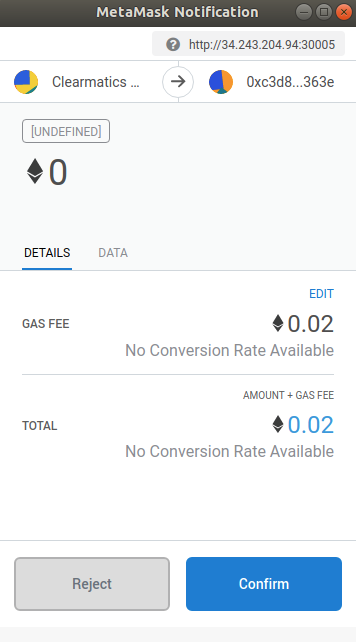 MetaMask Notification
http://34.243.204.94:30005
Clearmatics ...
0xc3d8...363e
[UNDEFINED]
0
DETAILS DATA
EDIT
GAS FEE 0.02
No Conversion Rate Available
AMOUNT + GAS FEE
TOTAL 0.02
No Conversion Rate Available
Reject Confirm